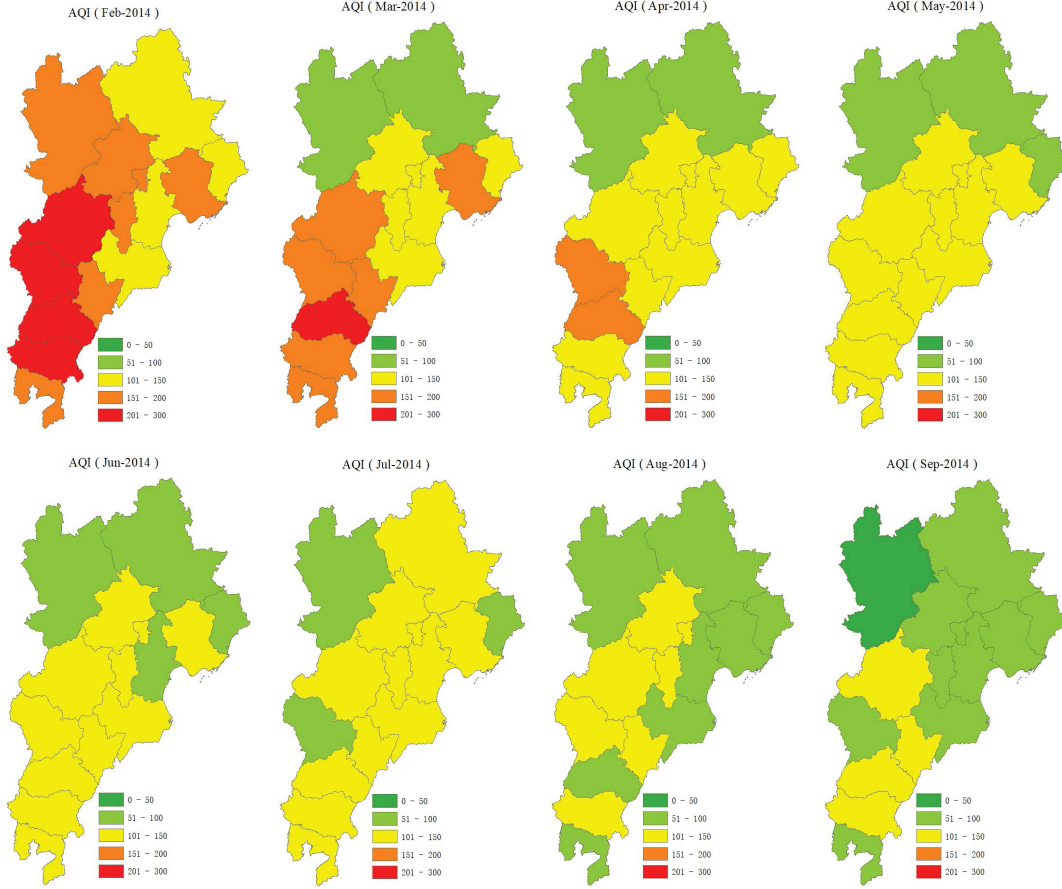 AQI ( Feb-2014 )
AQI ( Mar-2014 )
AQI ( Apr-2014 )
AQI ( May-2014 )
0 - 50
51 - 100
101 - 150
151 - 200
201 - 300
0 - 50
51 - 100
101 - 150
151 - 200
201 - 300
0 - 50
51 - 100
101 - 150
151 - 200
201 - 300
0 - 50
51 - 100
101 - 150
151 - 200
201 - 300
AQI ( Jun-2014 )
AQI ( Jul-2014 )
AQI ( Aug-2014 )
AQI ( Sep-2014 )
0 - 50
51 - 100
101 - 150
151 - 200
201 - 300
0 - 50
51 - 100
101 - 150
151 - 200
201 - 300
0 - 50
51 - 100
101 - 150
151 - 200
201 - 300
0 - 50
51 - 100
101 - 150
151 - 200
201 - 300